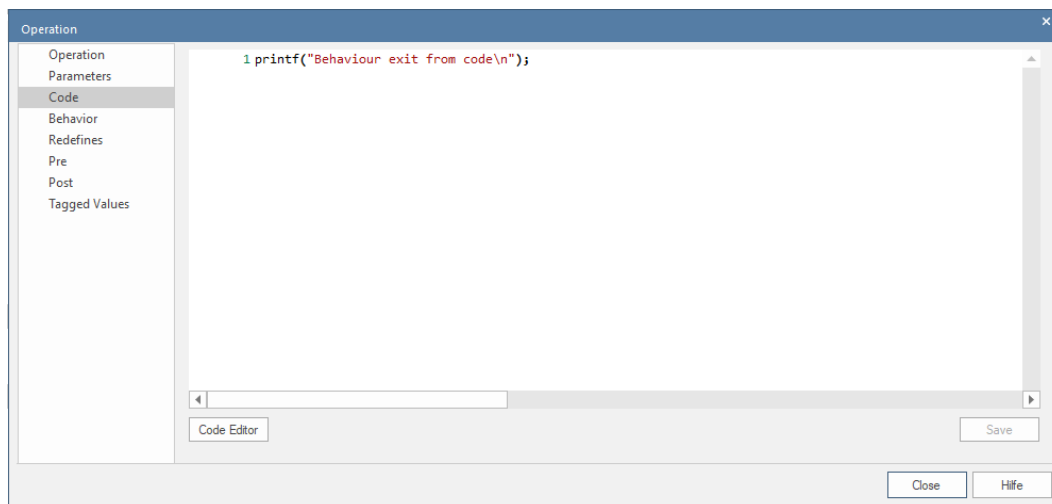 Operation
×
Operation
Parameters
Code
Behavior
Redefines
Pre
Post
Tagged Values
1 printf("Behaviour exit from code\n");
Code Editor
Save
Close
Hilfe